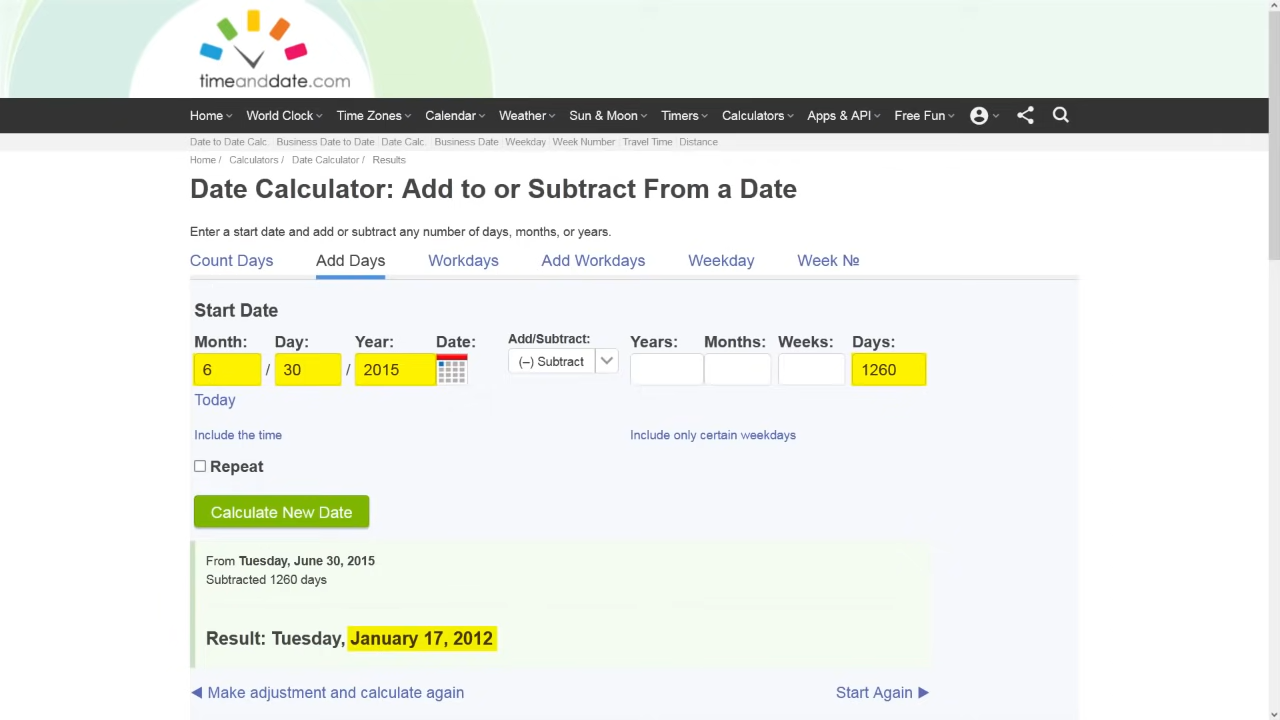 timeanddate.com
Home World Clock Time Zones Calendar Weather Sun & Moon Timers Calculators Apps & API Free Fun
Date to Date Calc. Business Date to Date Date Calc. Business Date Weekday Week Number Travel Time Distance
Home / Calculators / Date Calculator / Results
Date Calculator: Add to or Subtract From a Date
Enter a start date and add or subtract any number of days, months, or years.
Count Days Add Days Workdays Add Workdays Weekday Week №
Start Date
Month: Day: Year: Date: Add/Subtract: Years: Months: Weeks: Days:
6 / 30 / 2015 (–) Subtract 1260
Today
Include the time Include only certain weekdays
Repeat
Calculate New Date
From Tuesday, June 30, 2015
Subtracted 1260 days
Result: Tuesday, January 17, 2012
◀ Make adjustment and calculate again Start Again ▶